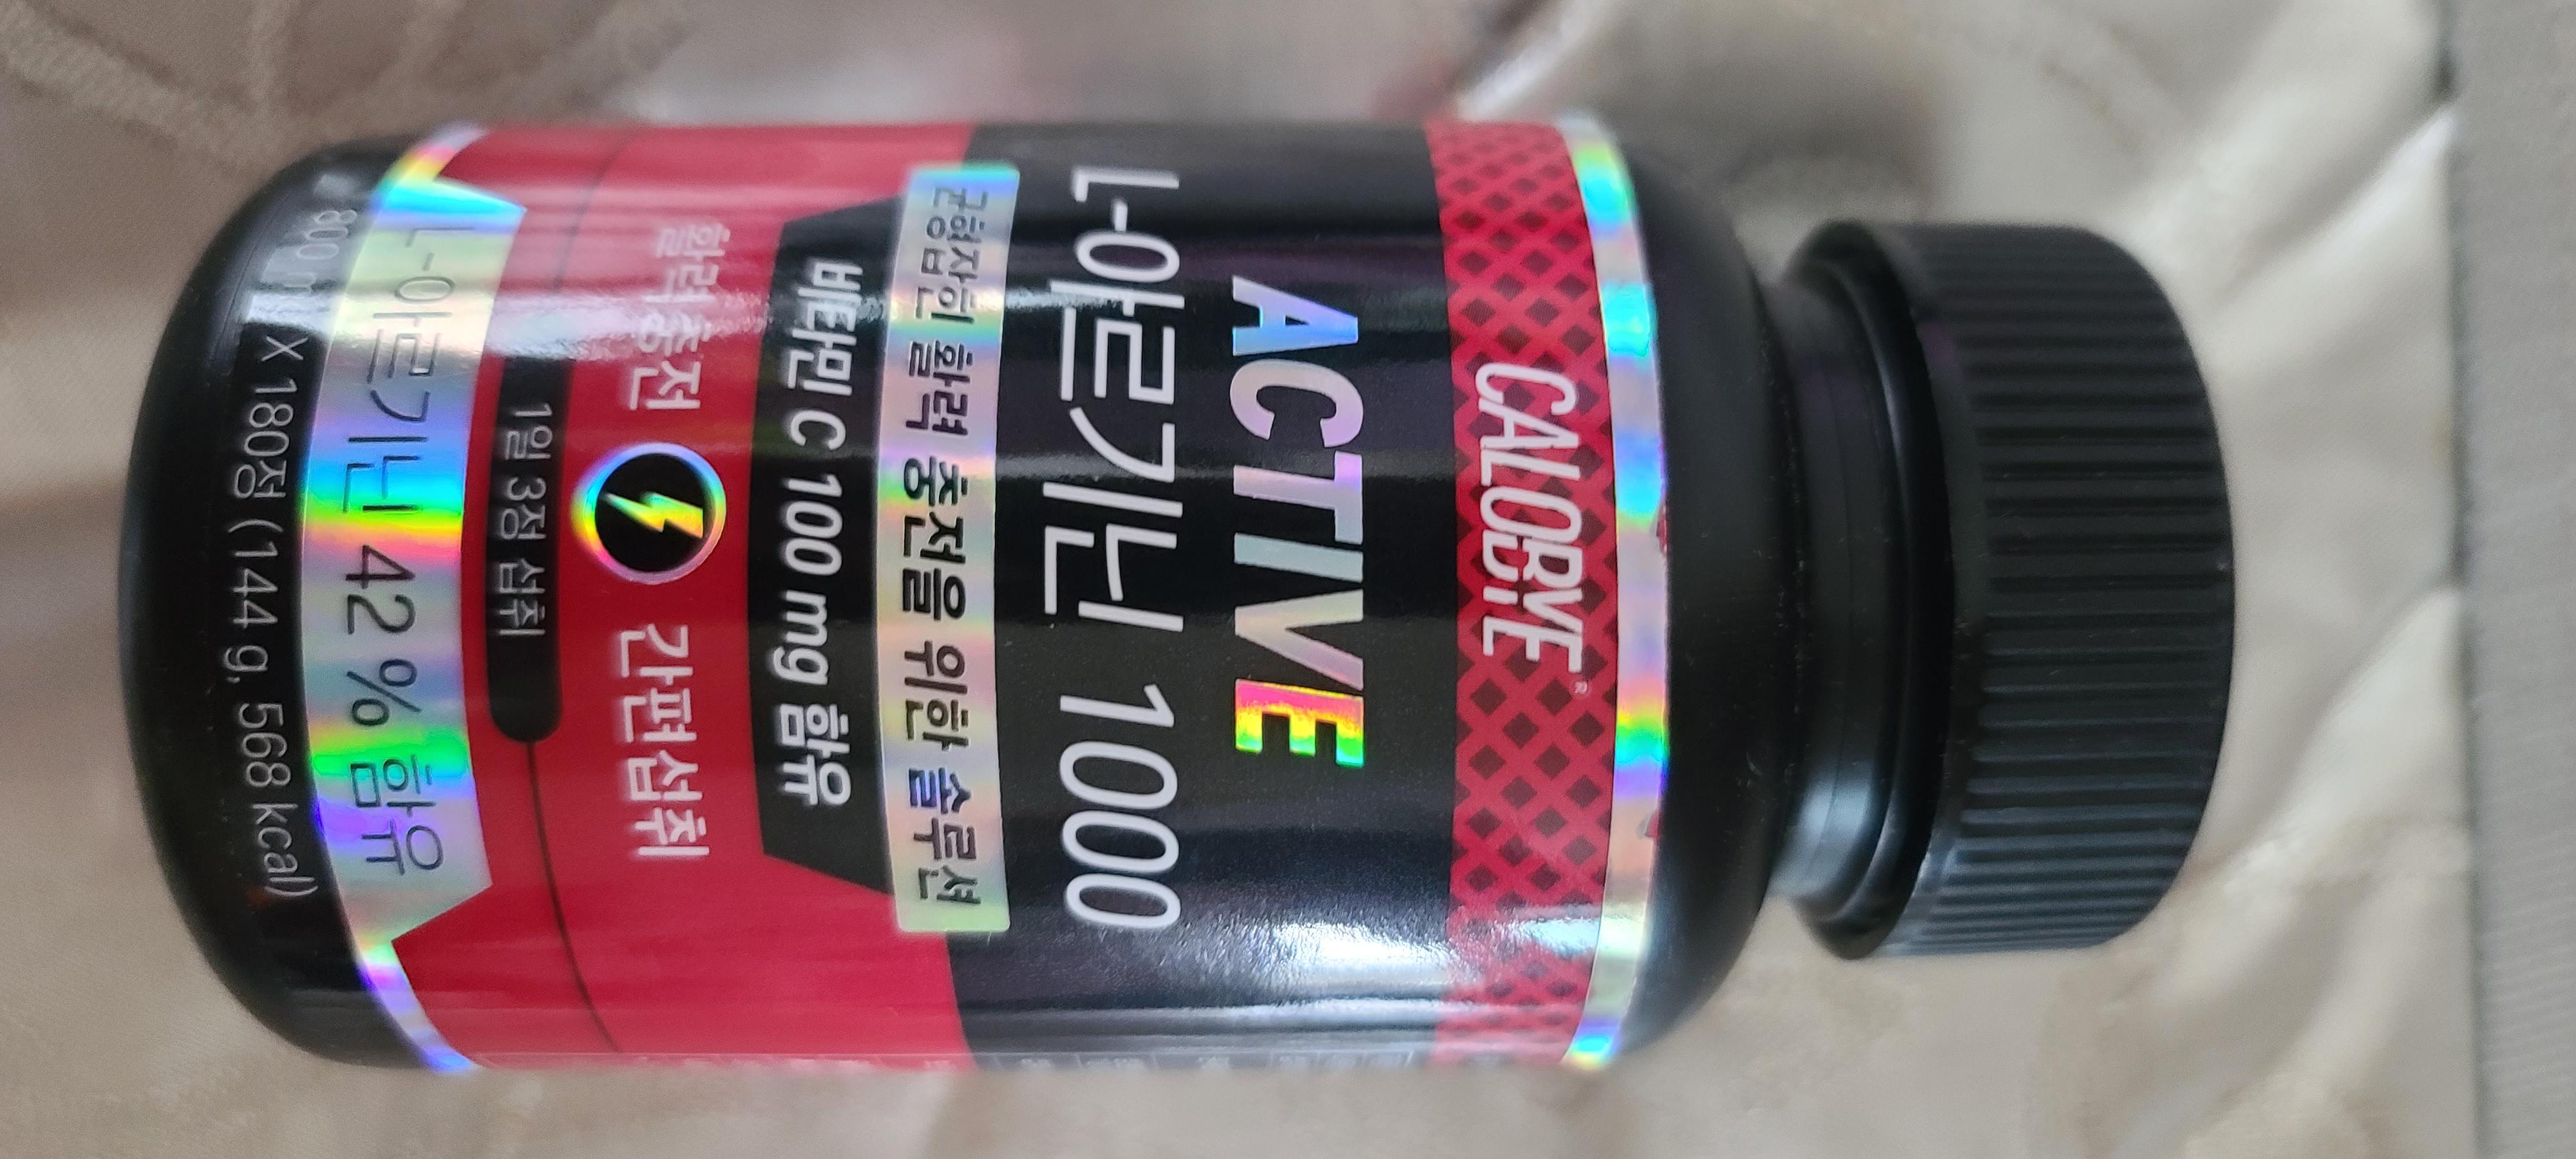 CALOBYE
ACTIVE
L-아르기닌 1000
균형잡힌 활력 충전을 위한 솔루션
비타민 C 100 mg 함유
활력충전 간편섭취
1일 3정 섭취
L-아르기닌 42 % 함유
800 mg X 180정 (144 g, 568 kcal)